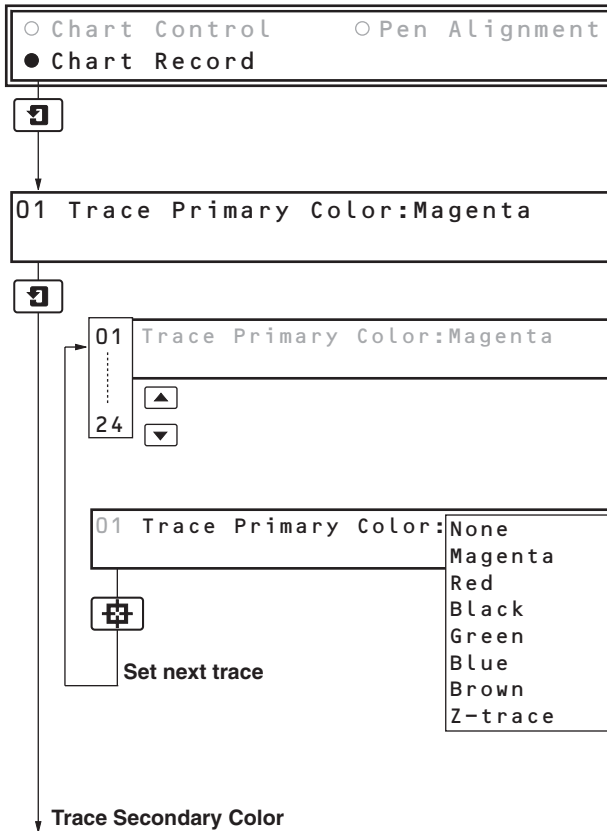 ○ Chart Control ○ Pen Alignment
● Chart Record
01 Trace Primary Color:Magenta
01 Trace Primary Color:Magenta
24
01 Trace Primary Color:None
Magenta
Red
Black
Green
Blue
Brown
Z-trace
Set next trace
Trace Secondary Color